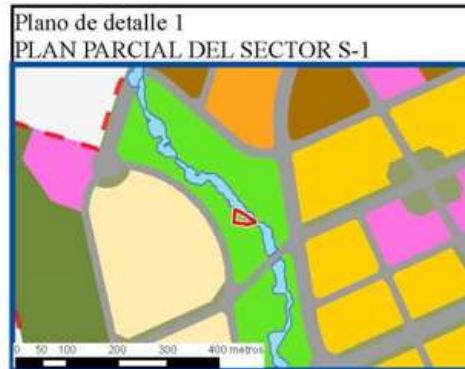 Plano de detalle 1
PLAN PARCIAL DEL SECTOR S-1
0 50 100 200 300 400 metros